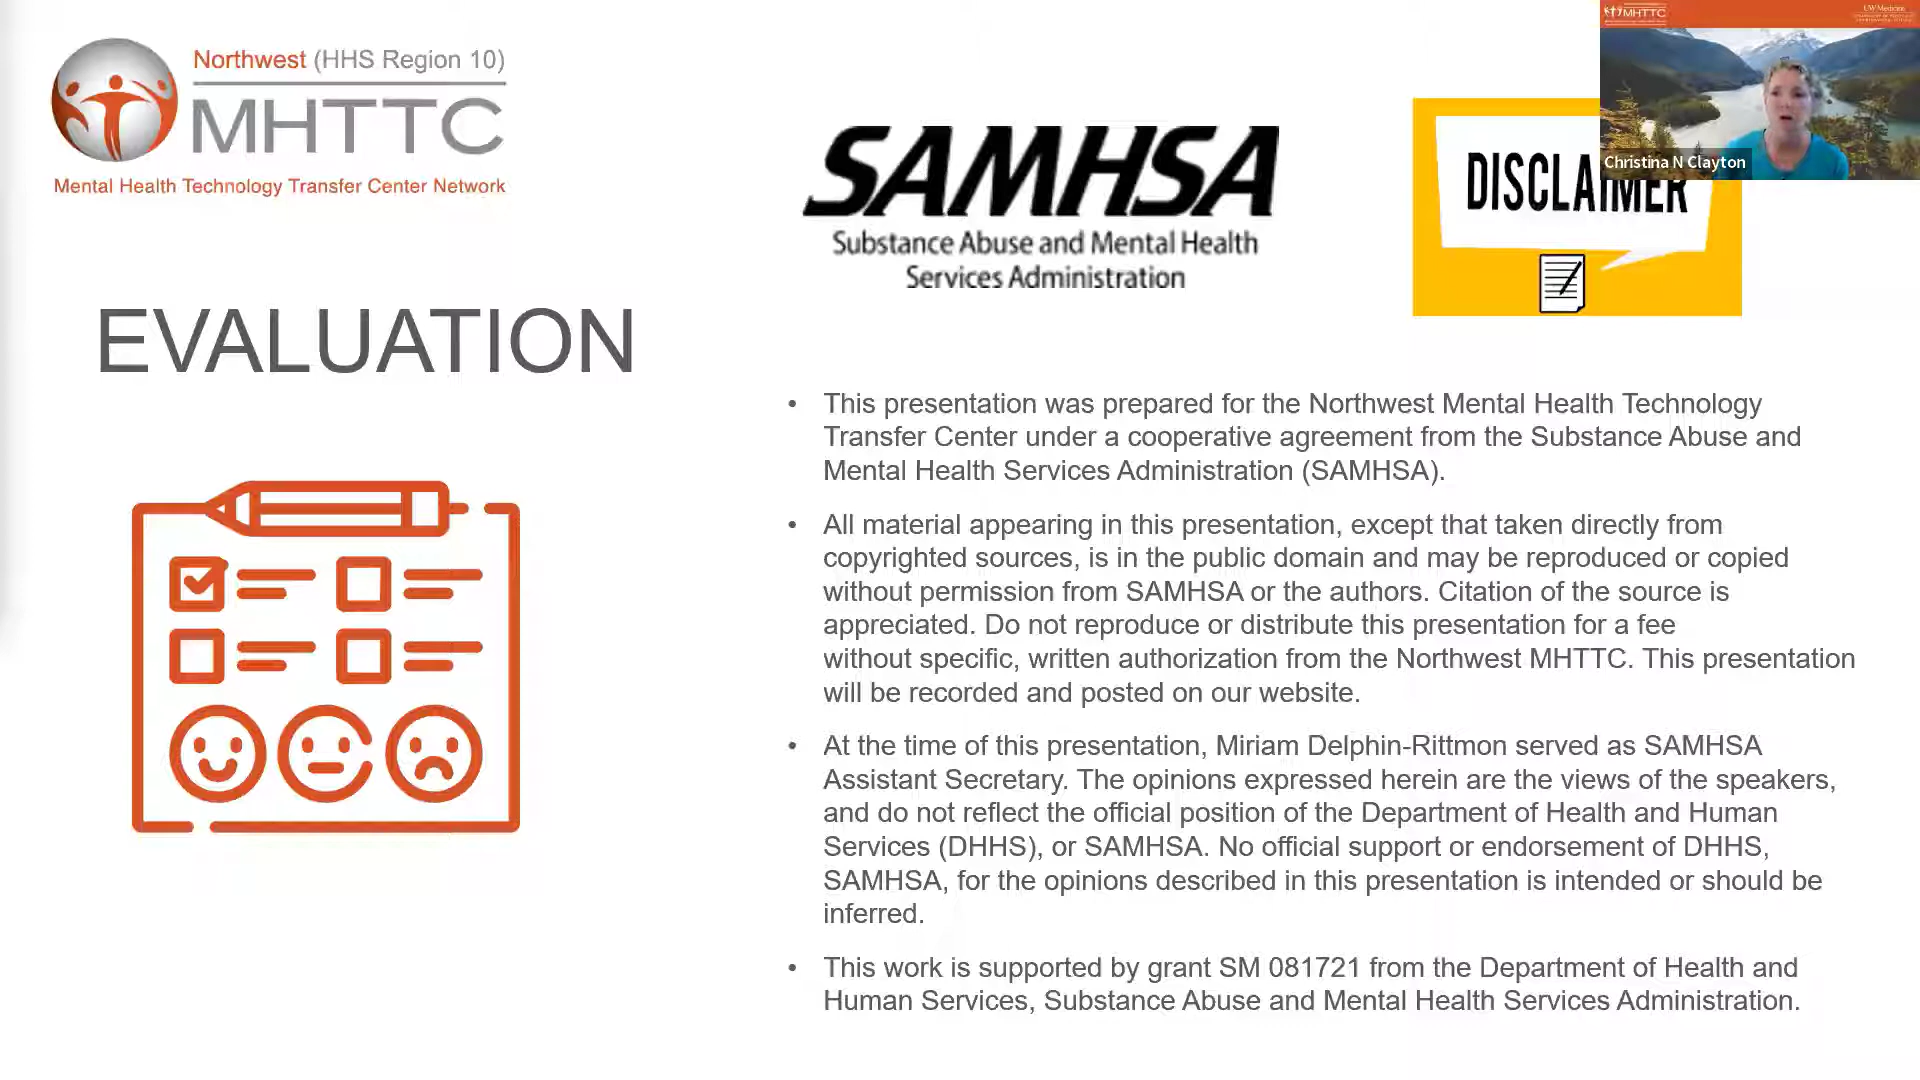 Northwest (HHS Region 10)
MHTTC
Mental Health Technology Transfer Center Network
EVALUATION
SAMHSA
Substance Abuse and Mental Health
Services Administration
DISCLAIMER
MHTTC
UW Medicine
Christina N Clayton
• This presentation was prepared for the Northwest Mental Health Technology
Transfer Center under a cooperative agreement from the Substance Abuse and
Mental Health Services Administration (SAMHSA).
• All material appearing in this presentation, except that taken directly from
copyrighted sources, is in the public domain and may be reproduced or copied
without permission from SAMHSA or the authors. Citation of the source is
appreciated. Do not reproduce or distribute this presentation for a fee
without specific, written authorization from the Northwest MHTTC. This presentation
will be recorded and posted on our website.
• At the time of this presentation, Miriam Delphin-Rittmon served as SAMHSA
Assistant Secretary. The opinions expressed herein are the views of the speakers,
and do not reflect the official position of the Department of Health and Human
Services (DHHS), or SAMHSA. No official support or endorsement of DHHS,
SAMHSA, for the opinions described in this presentation is intended or should be
inferred.
• This work is supported by grant SM 081721 from the Department of Health and
Human Services, Substance Abuse and Mental Health Services Administration.